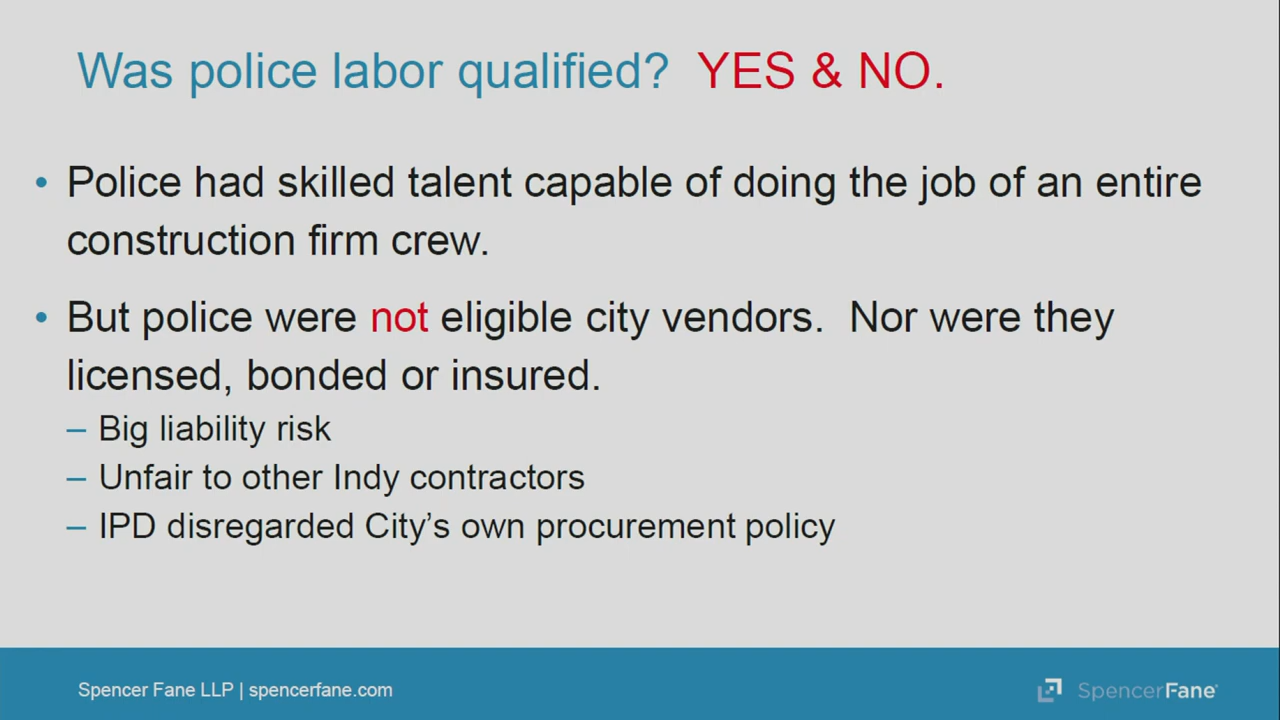 Was police labor qualified?  YES & NO.
• Police had skilled talent capable of doing the job of an entire
construction firm crew.
• But police were not eligible city vendors.  Nor were they
licensed, bonded or insured.
– Big liability risk
– Unfair to other Indy contractors
– IPD disregarded City’s own procurement policy
Spencer Fane LLP | spencerfane.com
SpencerFane